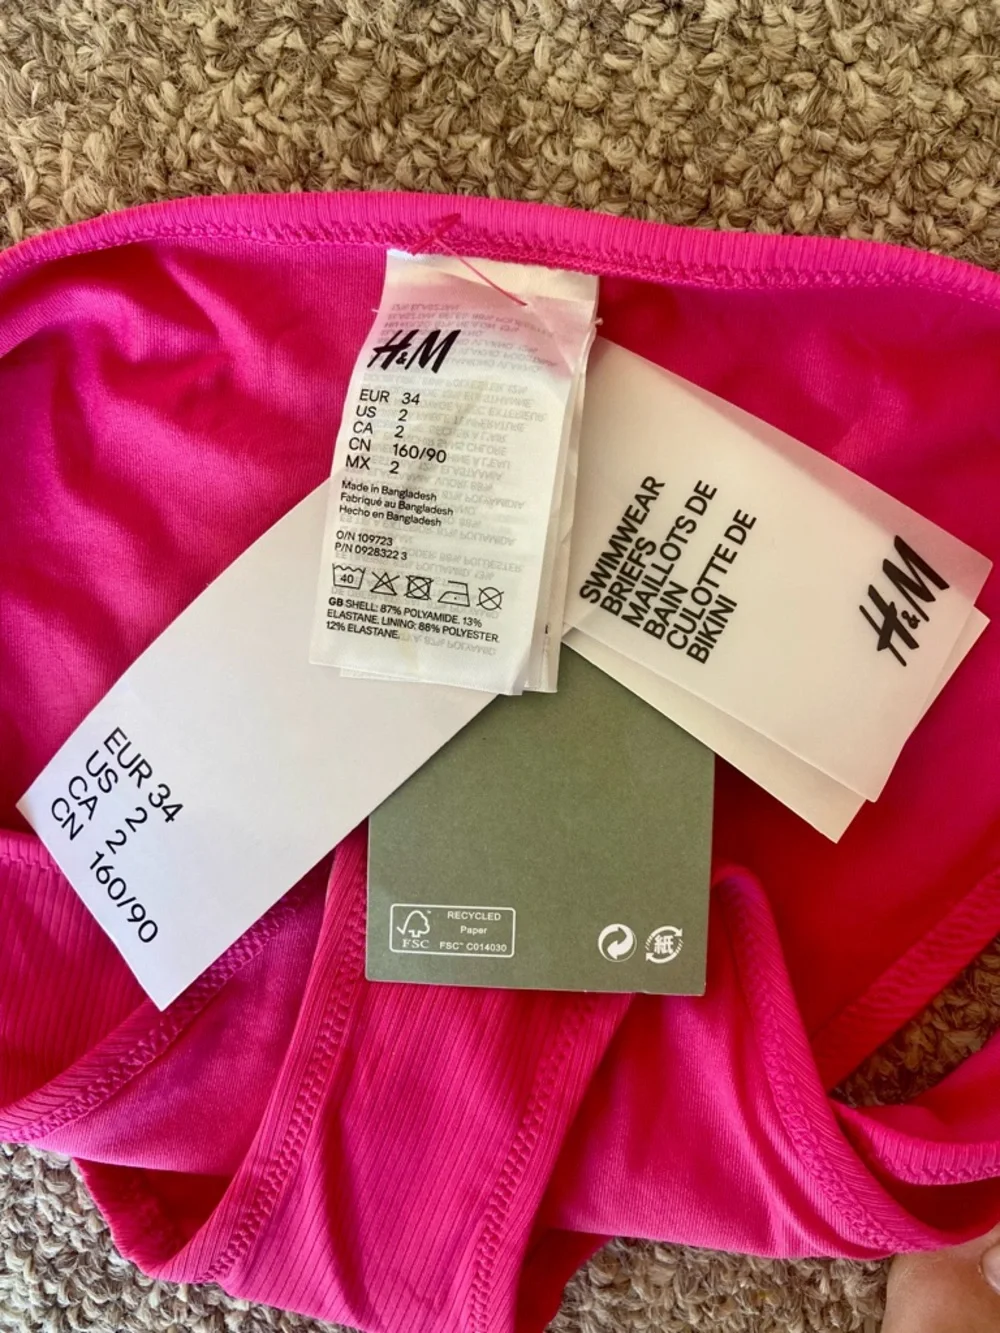 H&M
EUR 34
US 2
CA 2
CN 160/90
MX 2
Made in Bangladesh
Fabriqué au Bangladesh
Hecho en Bangladesh
O/N 109723
P/N 0928322 3
40
GB SHELL: 87% POLYAMIDE, 13%
ELASTANE. LINING: 88% POLYESTER,
12% ELASTANE.
SWIMWEAR
BRIEFS
MAILLOTS DE
BAIN
CULOTTE DE
BIKINI
H&M
EUR 34
US 2
CA 2
CN 160/90
FSC
RECYCLED
Paper
FSC™ C014030
紙